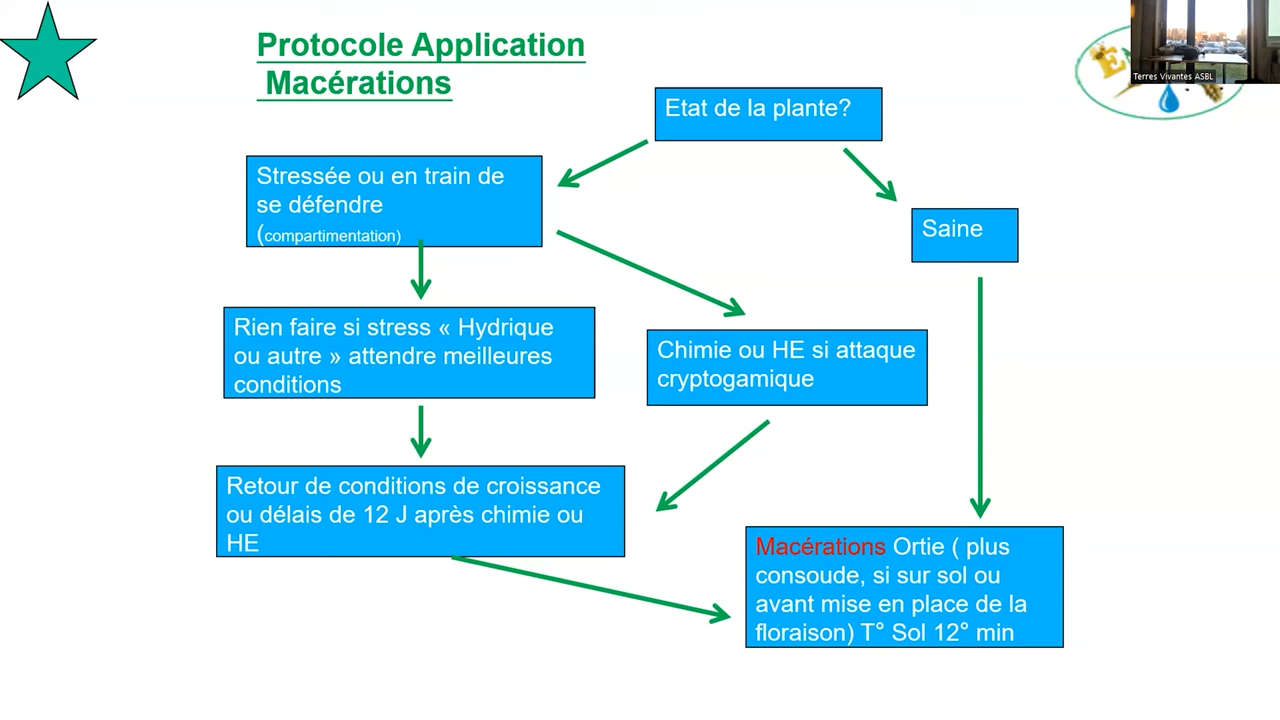 Protocole Application
Macérations
Terres Vivantes ASBL
Etat de la plante?
Stressée ou en train de
se défendre
(compartimentation)
Saine
Rien faire si stress « Hydrique
ou autre » attendre meilleures
conditions
Chimie ou HE si attaque
cryptogamique
Retour de conditions de croissance
ou délais de 12 J après chimie ou
HE
Macérations Ortie ( plus
consoude, si sur sol ou
avant mise en place de la
floraison) T° Sol 12° min